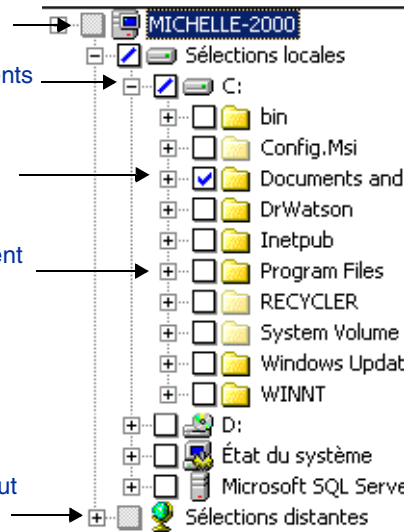 MICHELLE-2000
Sélections locales
ents
C:
bin
Config.Msi
Documents and
DrWatson
Inetpub
ent
Program Files
RECYCLER
System Volume
Windows Updat
WINNT
D:
État du système
ut
Microsoft SQL Serve
Sélections distantes